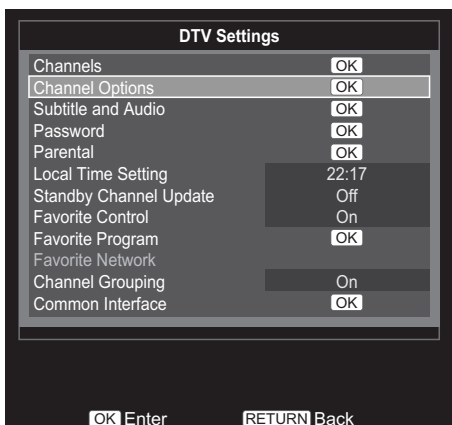 DTV Settings
Channels OK
Channel Options OK
Subtitle and Audio OK
Password OK
Parental OK
Local Time Setting 22:17
Standby Channel Update Off
Favorite Control On
Favorite Program OK
Favorite Network
Channel Grouping On
Common Interface OK
OK Enter RETURN Back